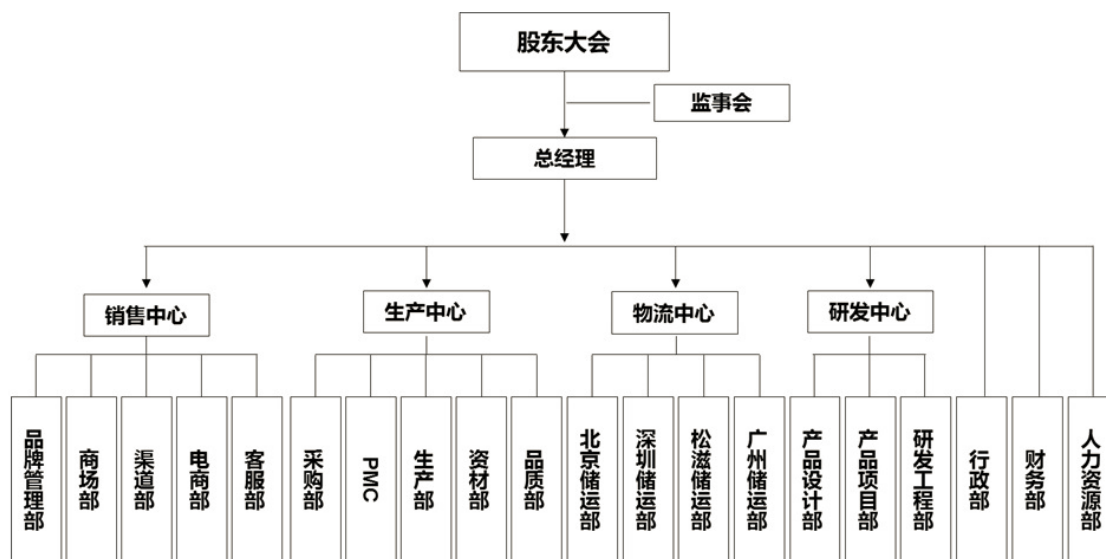 股东大会
监事会
总经理
销售中心
生产中心
物流中心
研发中心
品牌管理部
商场部
渠道部
电商部
客服部
采购部
PMC
生产部
资材部
品质部
北京储运部
深圳储运部
松滋储运部
广州储运部
产品设计部
产品项目部
研发工程部
行政部
财务部
人力资源部